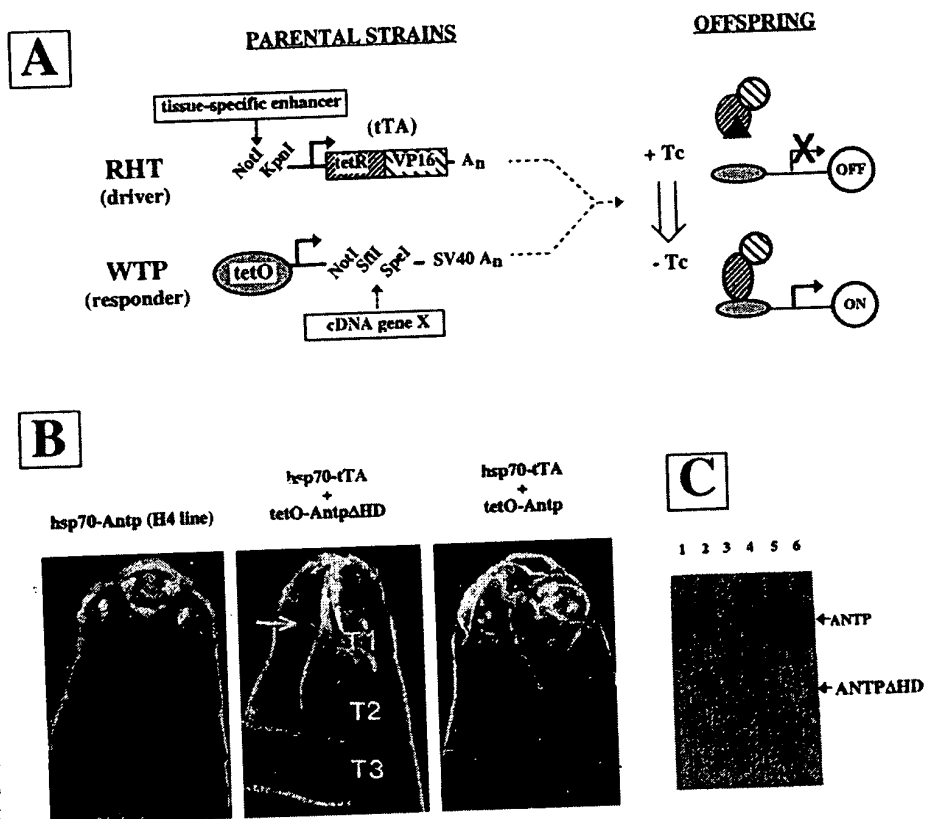 A
PARENTAL STRAINS
OFFSPRING
tissue-specific enhancer
NotI
KpnI
(tTA)
tetR
VP16
An
RHT
(driver)
+ Tc
X
OFF
WTP
(responder)
tetO
NotI
SfiI
SpeI
SV40 An
- Tc
cDNA gene X
ON
B
hsp70-Antp (H4 line)
hsp70-tTA
+
tetO-AntpΔHD
hsp70-tTA
+
tetO-Antp
C
1 2 3 4 5 6
T1
T2
T3
ANTP
ANTPΔHD